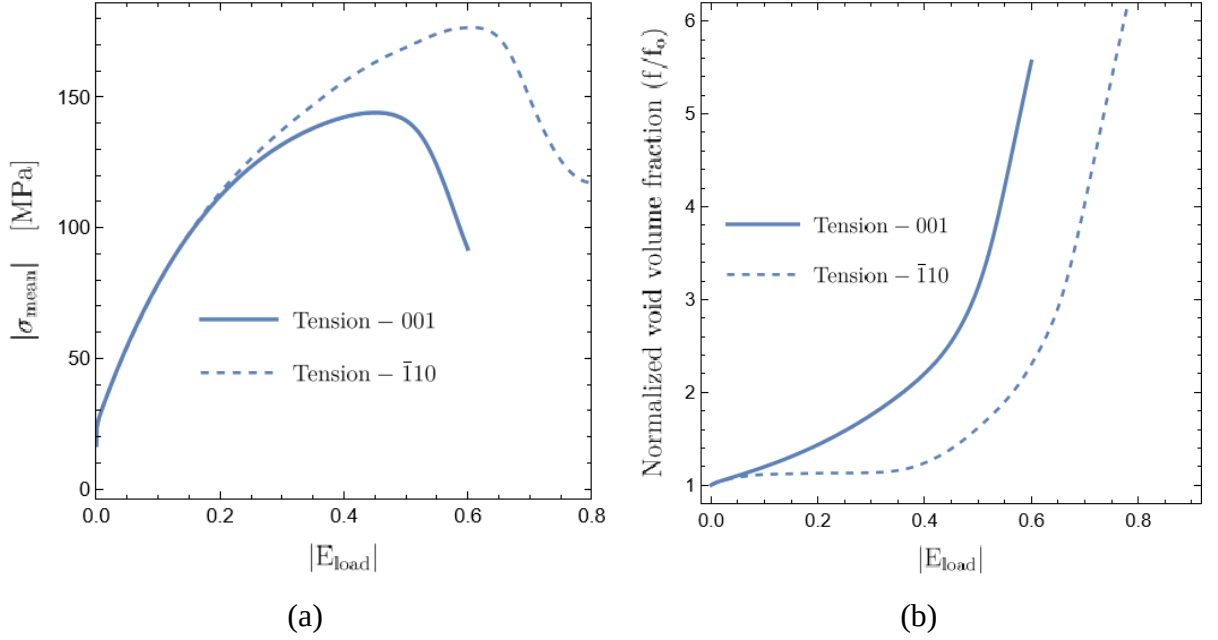 150
100
50
0
0.0 0.2 0.4 0.6 0.8
|σmean| [MPa]
Tension – 001
Tension – 1̄10
|Eload|
(a)
6
5
4
3
2
1
0.0 0.2 0.4 0.6 0.8
Normalized void volume fraction (f/fo)
Tension – 001
Tension – 1̄10
|Eload|
(b)